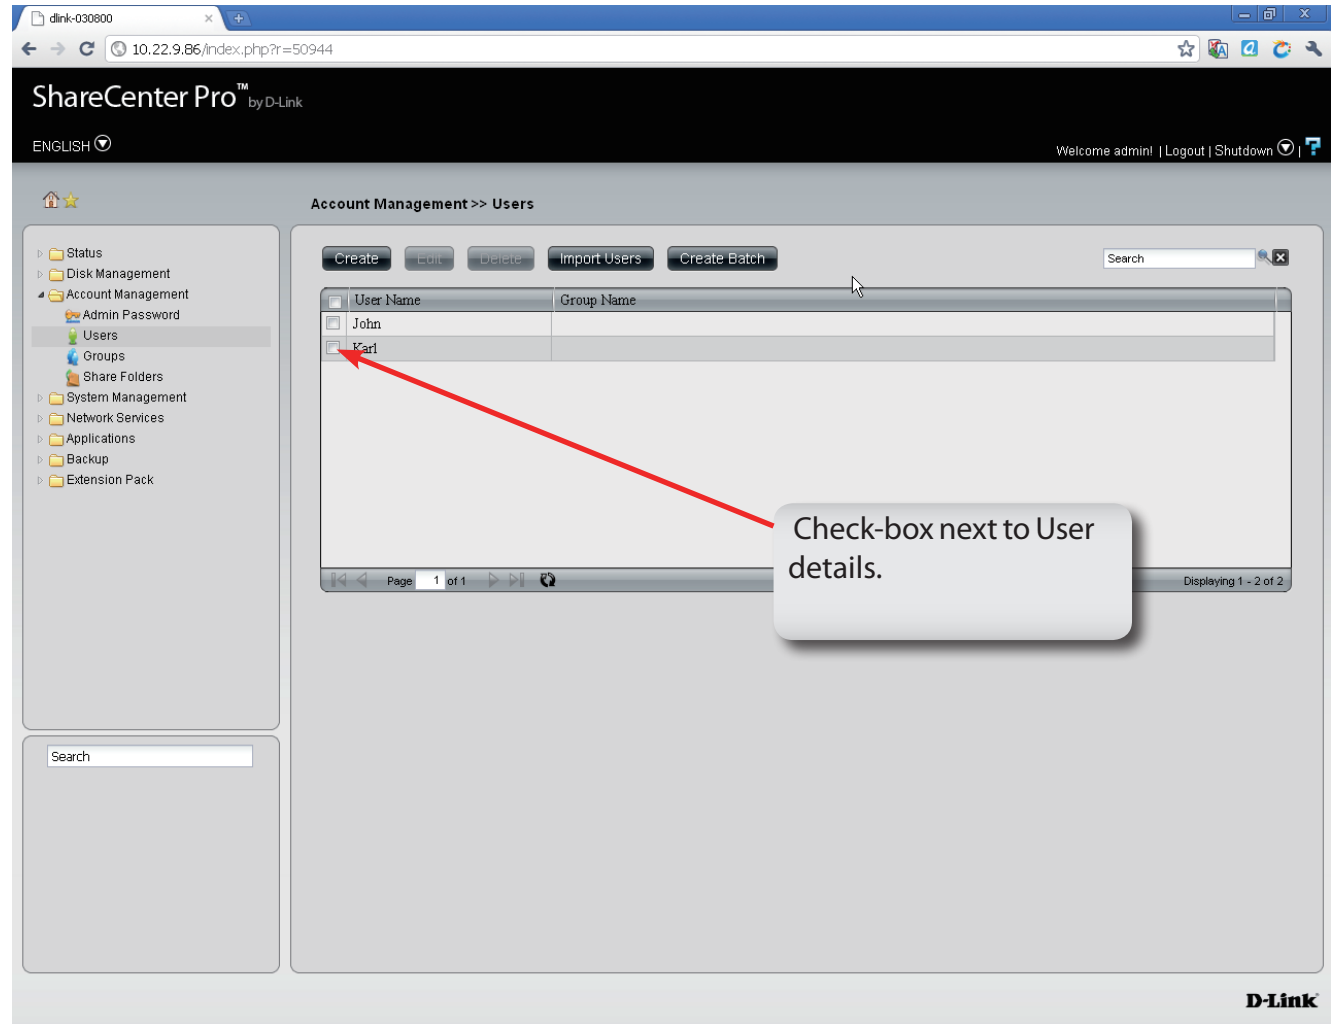 dlink-030800
10.22.9.86/index.php?r=50944
ShareCenter Pro™ by D-Link
ENGLISH
Welcome admin! | Logout | Shutdown | ?
Account Management >> Users
Status
Disk Management
Account Management
Admin Password
Users
Groups
Share Folders
System Management
Network Services
Applications
Backup
Extension Pack
Search
Create Edit Delete Import Users Create Batch Search
User Name Group Name
John
Karl
Check-box next to User
details.
Page 1 of 1 Displaying 1 - 2 of 2
D-Link